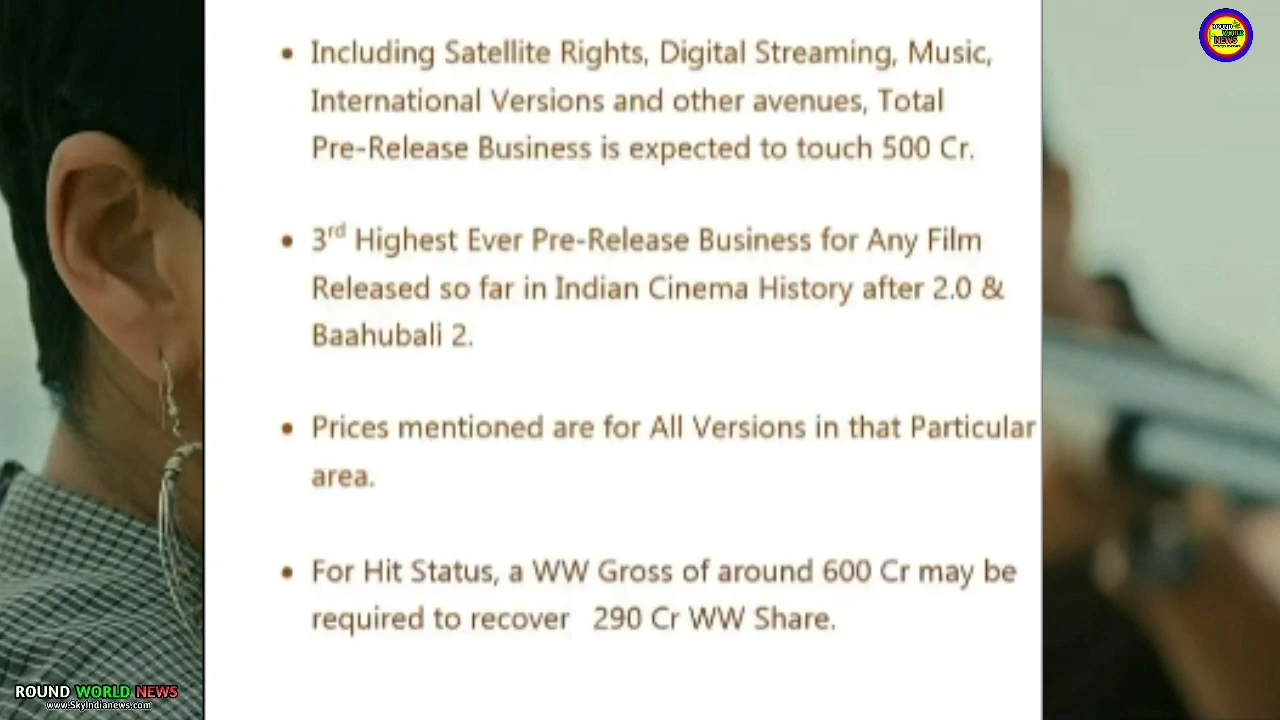 • Including Satellite Rights, Digital Streaming, Music,
International Versions and other avenues, Total
Pre-Release Business is expected to touch 500 Cr.
• 3rd Highest Ever Pre-Release Business for Any Film
Released so far in Indian Cinema History after 2.0 &
Baahubali 2.
• Prices mentioned are for All Versions in that Particular
area.
• For Hit Status, a WW Gross of around 600 Cr may be
required to recover 290 Cr WW Share.
ROUND WORLD NEWS
www.SkyIndianews.com
ROUND
WORLD
NEWS